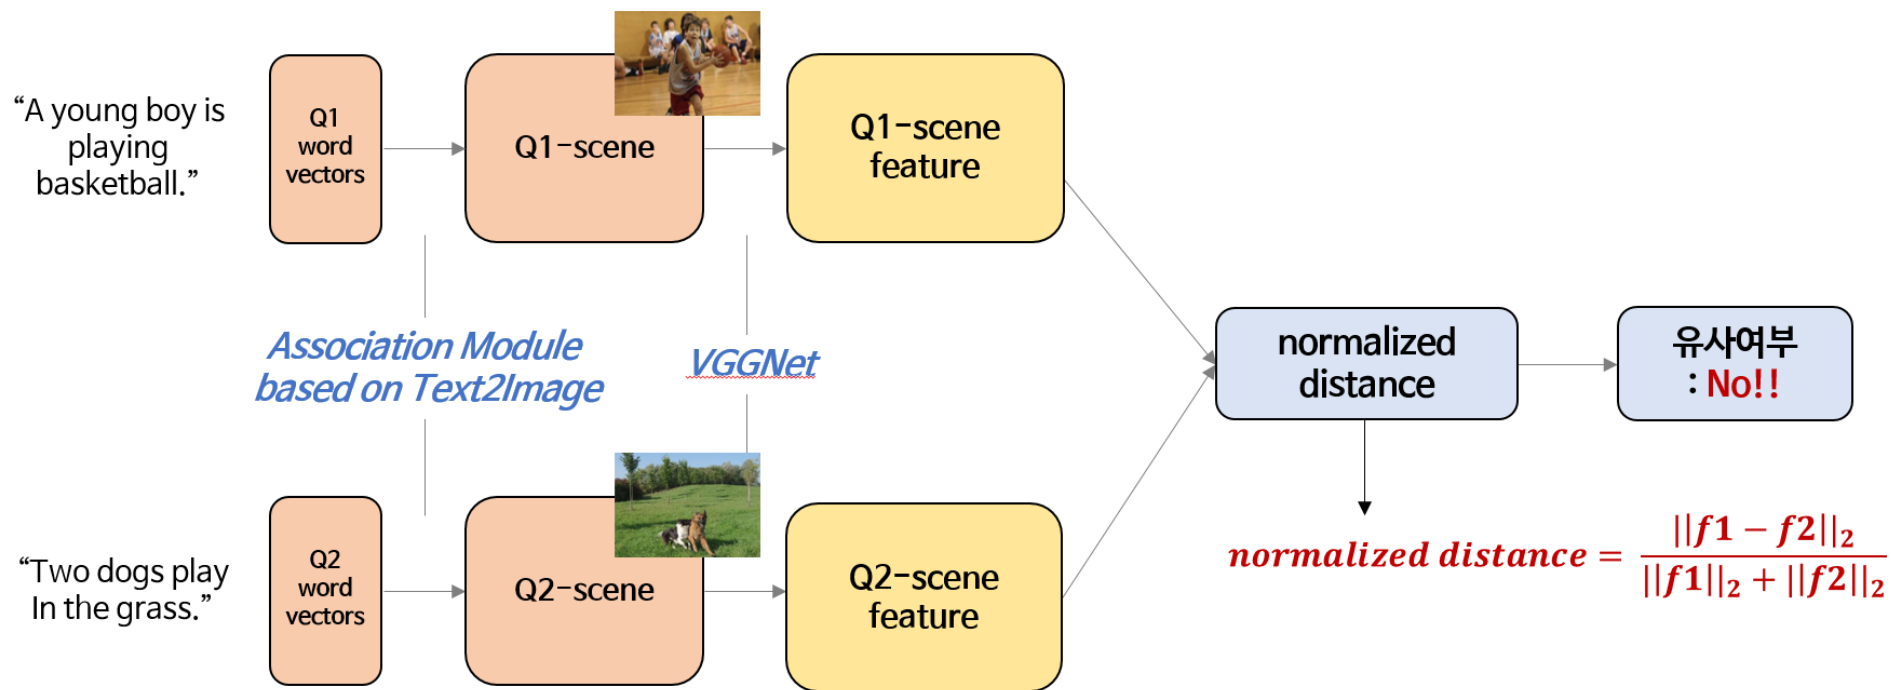 “A young boy is
playing
basketball.”
Q1
word
vectors
Q1-scene
Q1-scene
feature
Association Module
based on Text2Image
VGGNet
normalized
distance
유사여부
: No!!
“Two dogs play
In the grass.”
Q2
word
vectors
Q2-scene
Q2-scene
feature
normalized distance = ||f1 − f2||₂ / ||f1||₂ + ||f2||₂